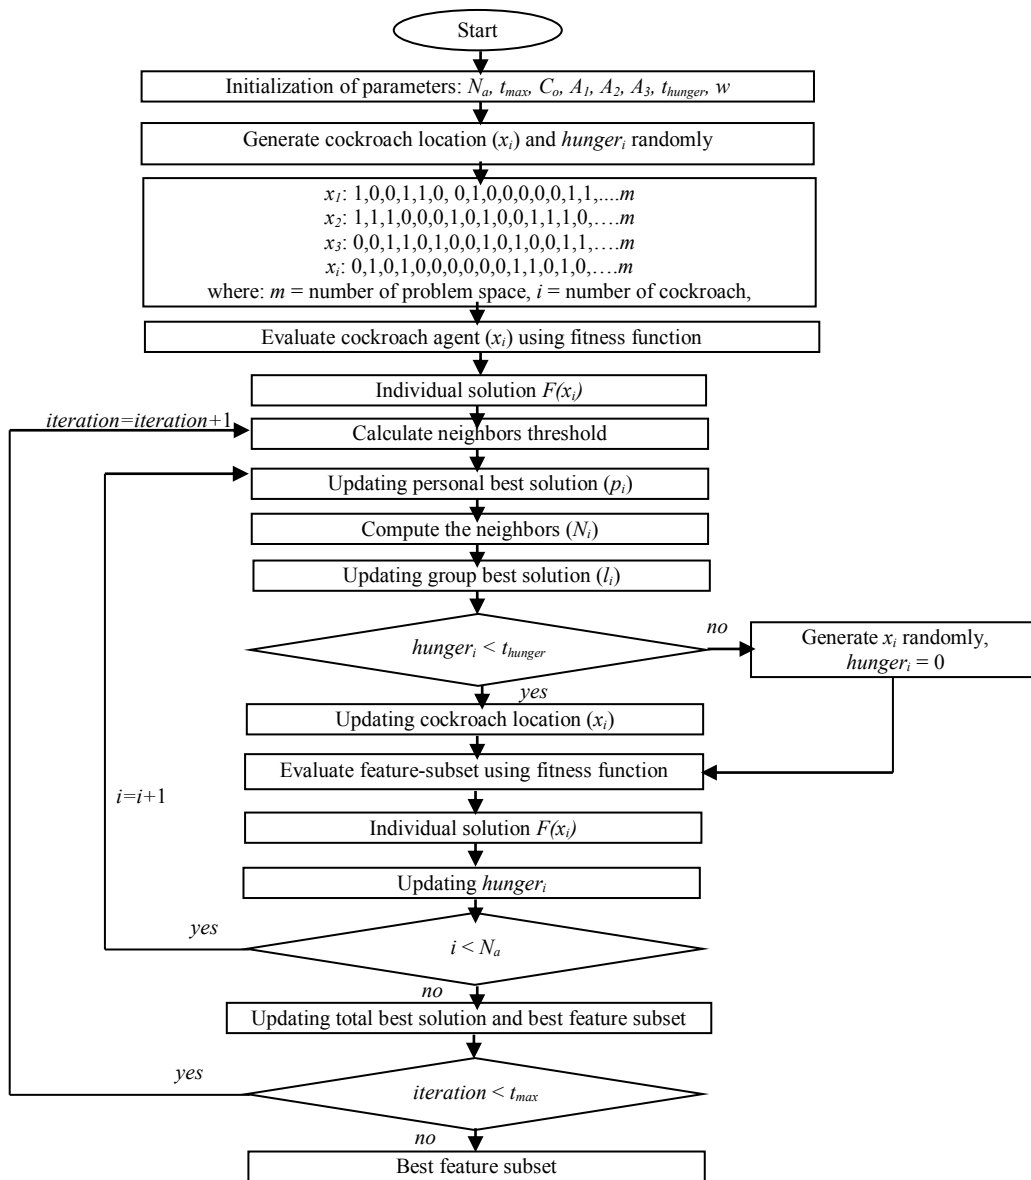 Start
Initialization of parameters: Na, tmax, Co, A1, A2, A3, thunger, w
Generate cockroach location (xi) and hungeri randomly
x1: 1,0,0,1,1,0, 0,1,0,0,0,0,0,1,1,....m
x2: 1,1,1,0,0,0,1,0,1,0,0,1,1,1,0,….m
x3: 0,0,1,1,0,1,0,0,1,0,1,0,0,1,1,….m
xi: 0,1,0,1,0,0,0,0,0,0,1,1,0,1,0,….m
where: m = number of problem space, i = number of cockroach,
Evaluate cockroach agent (xi) using fitness function
Individual solution F(xi)
iteration=iteration+1
Calculate neighbors threshold
Updating personal best solution (pi)
Compute the neighbors (Ni)
Updating group best solution (li)
hungeri < thunger
no
Generate xi randomly,
hungeri = 0
yes
Updating cockroach location (xi)
Evaluate feature-subset using fitness function
i=i+1
Individual solution F(xi)
Updating hungeri
yes
i < Na
no
Updating total best solution and best feature subset
yes
iteration < tmax
no
Best feature subset